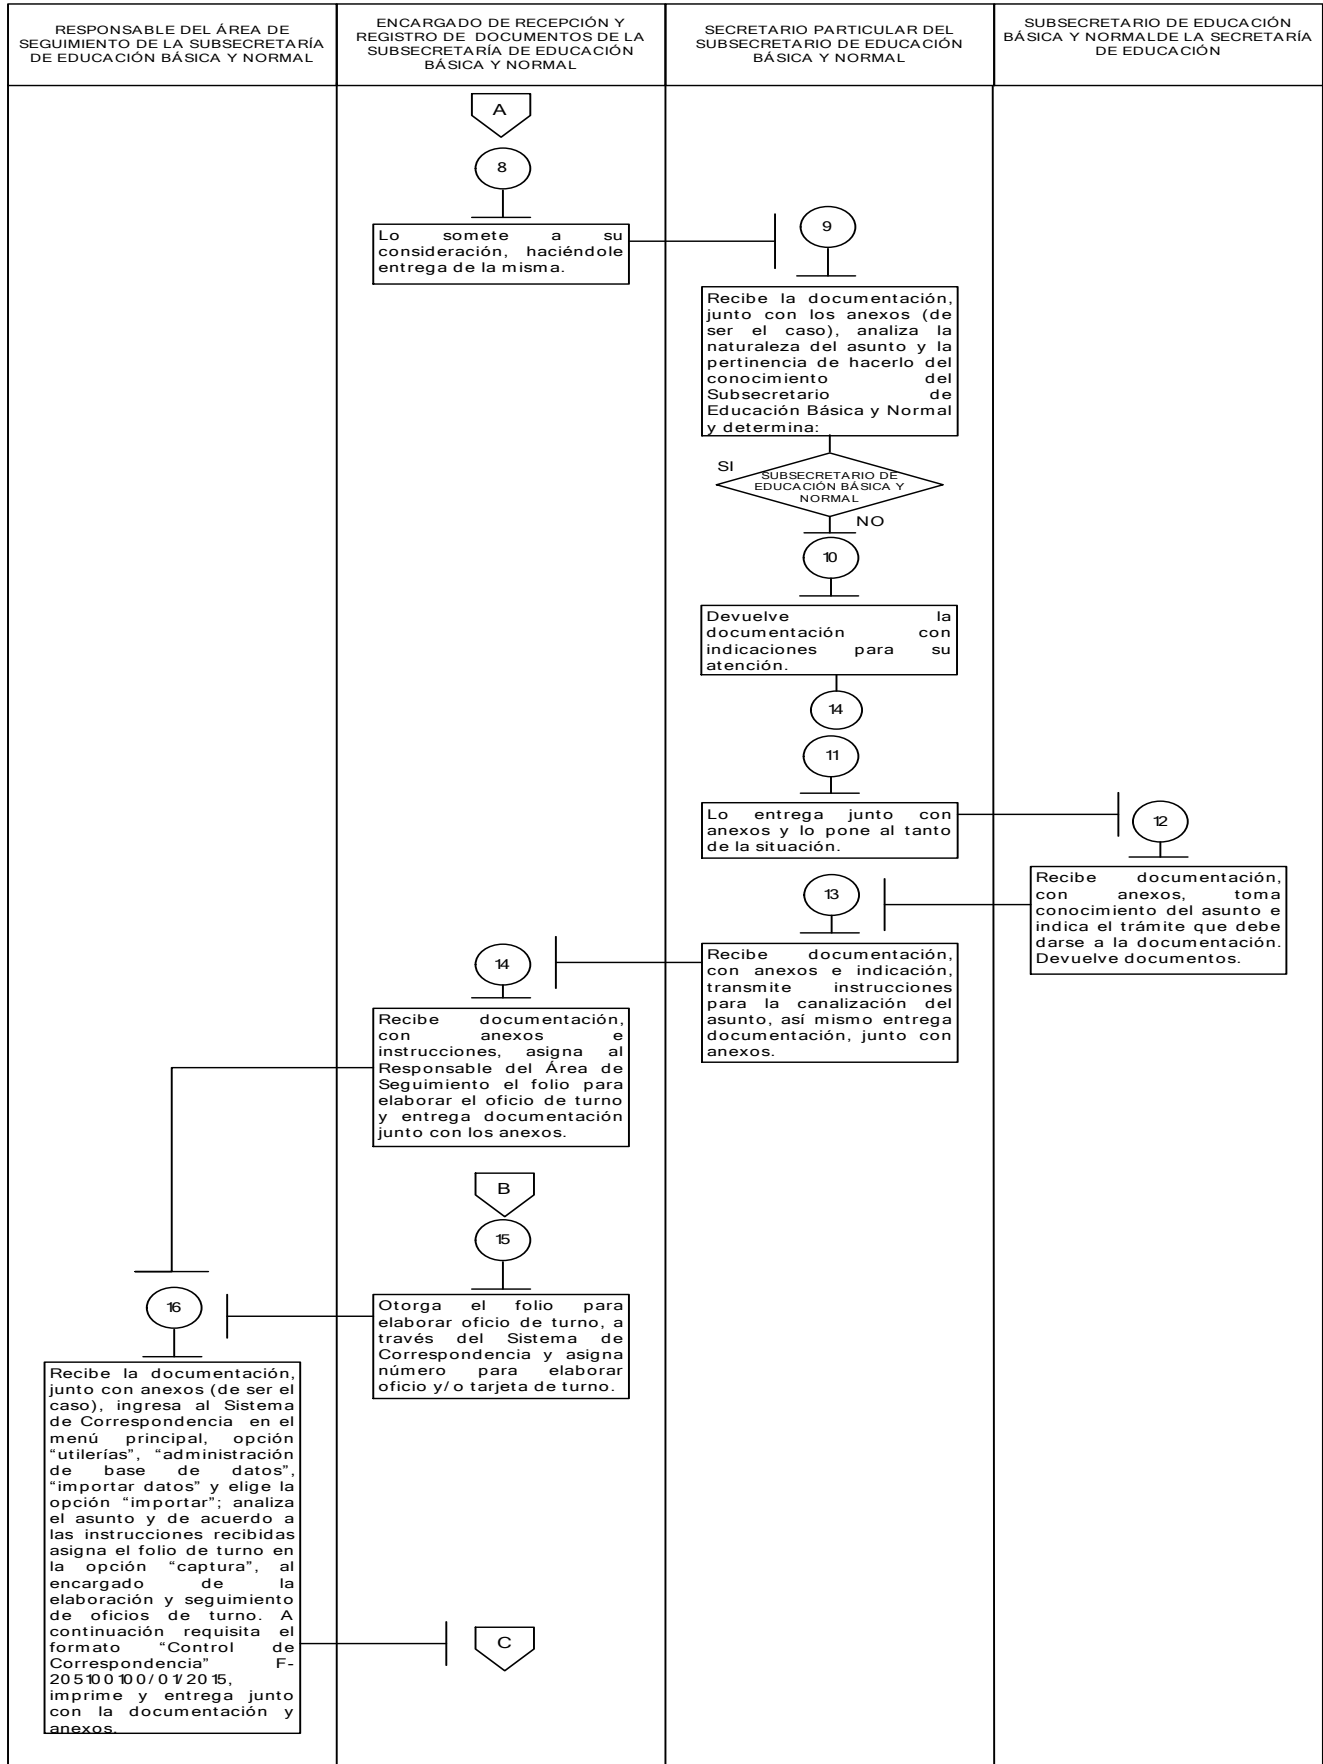 RESPONSABLE DEL ÁREA DE
SEGUIMIENTO DE LA SUBSECRETARÍA
DE EDUCACIÓN BÁSICA Y NORMAL
ENCARGADO DE RECEPCIÓN Y
REGISTRO DE DOCUMENTOS DE LA
SUBSECRETARÍA DE EDUCACIÓN
BÁSICA Y NORMAL
SECRETARIO PARTICULAR DEL
SUBSECRETARIO DE EDUCACIÓN
BÁSICA Y NORMAL
SUBSECRETARIO DE EDUCACIÓN
BÁSICA Y NORMALDE LA SECRETARÍA
DE EDUCACIÓN
A
8
Lo somete a su
consideración, haciéndole
entrega de la misma.
9
Recibe la documentación,
junto con los anexos (de
ser el caso), analiza la
naturaleza del asunto y la
pertinencia de hacerlo del
conocimiento del
Subsecretario de
Educación Básica y Normal
y determina:
SI
SUBSECRETARIO DE
EDUCACIÓN BÁSICA Y
NORMAL
NO
10
Devuelve la
documentación con
indicaciones para su
atención.
14
11
Lo entrega junto con
anexos y lo pone al tanto
de la situación.
12
Recibe documentación,
con anexos, toma
conocimiento del asunto e
indica el trámite que debe
darse a la documentación.
Devuelve documentos.
13
Recibe documentación,
con anexos e indicación,
transmite instrucciones
para la canalización del
asunto, así mismo entrega
documentación, junto con
anexos.
14
Recibe documentación,
con anexos e
instrucciones, asigna al
Responsable del Área de
Seguimiento el folio para
elaborar el oficio de turno
y entrega documentación
junto con los anexos.
B
15
Otorga el folio para
elaborar oficio de turno, a
través del Sistema de
Correspondencia y asigna
número para elaborar
oficio y/o tarjeta de turno.
16
Recibe la documentación,
junto con anexos (de ser el
caso), ingresa al Sistema
de Correspondencia en el
menú principal, opción
“utilerías”, “administración
de base de datos”,
“importar datos” y elige la
opción “importar”; analiza
el asunto y de acuerdo a
las instrucciones recibidas
asigna el folio de turno en
la opción “captura”, al
encargado de la
elaboración y seguimiento
de oficios de turno. A
continuación requisita el
formato “Control de
Correspondencia” F-
205100100/01/2015,
imprime y entrega junto
con la documentación y
anexos.
C